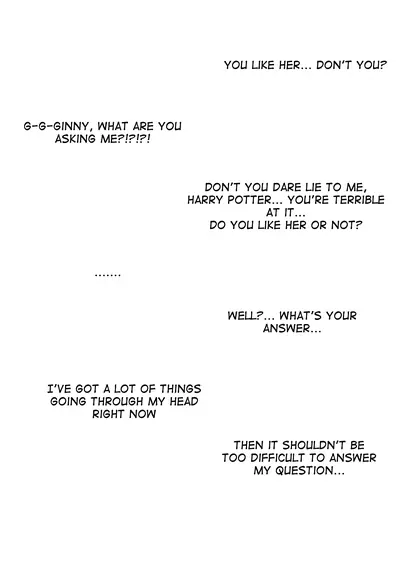 YOU LIKE HER... DON'T YOU?
G-G-GINNY, WHAT ARE YOU
ASKING ME?!?!?!
DON'T YOU DARE LIE TO ME,
HARRY POTTER... YOU'RE TERRIBLE
AT IT...
DO YOU LIKE HER OR NOT?
.......
WELL?... WHAT'S YOUR
ANSWER...
I'VE GOT A LOT OF THINGS
GOING THROUGH MY HEAD
RIGHT NOW
THEN IT SHOULDN'T BE
TOO DIFFICULT TO ANSWER
MY QUESTION...